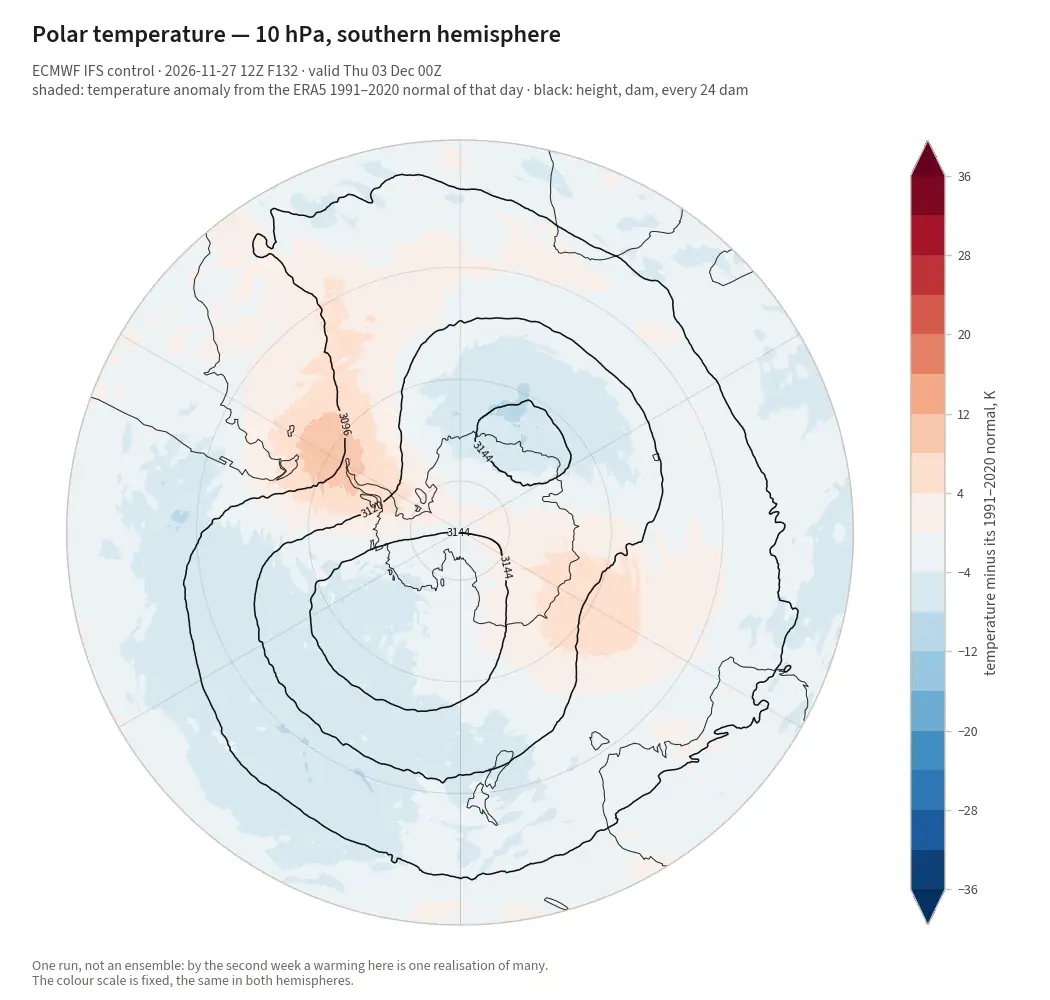 Polar temperature — 10 hPa, southern hemisphere
ECMWF IFS control · 2026-11-27 12Z F132 · valid Thu 03 Dec 00Z
shaded: temperature anomaly from the ERA5 1991–2020 normal of that day · black: height, dam, every 24 dam
36
28
20
12
4
−4
−12
−20
−28
−36
temperature minus its 1991–2020 normal, K
3096
3144
3120
3144
3144
One run, not an ensemble: by the second week a warming here is one realisation of many.
The colour scale is fixed, the same in both hemispheres.